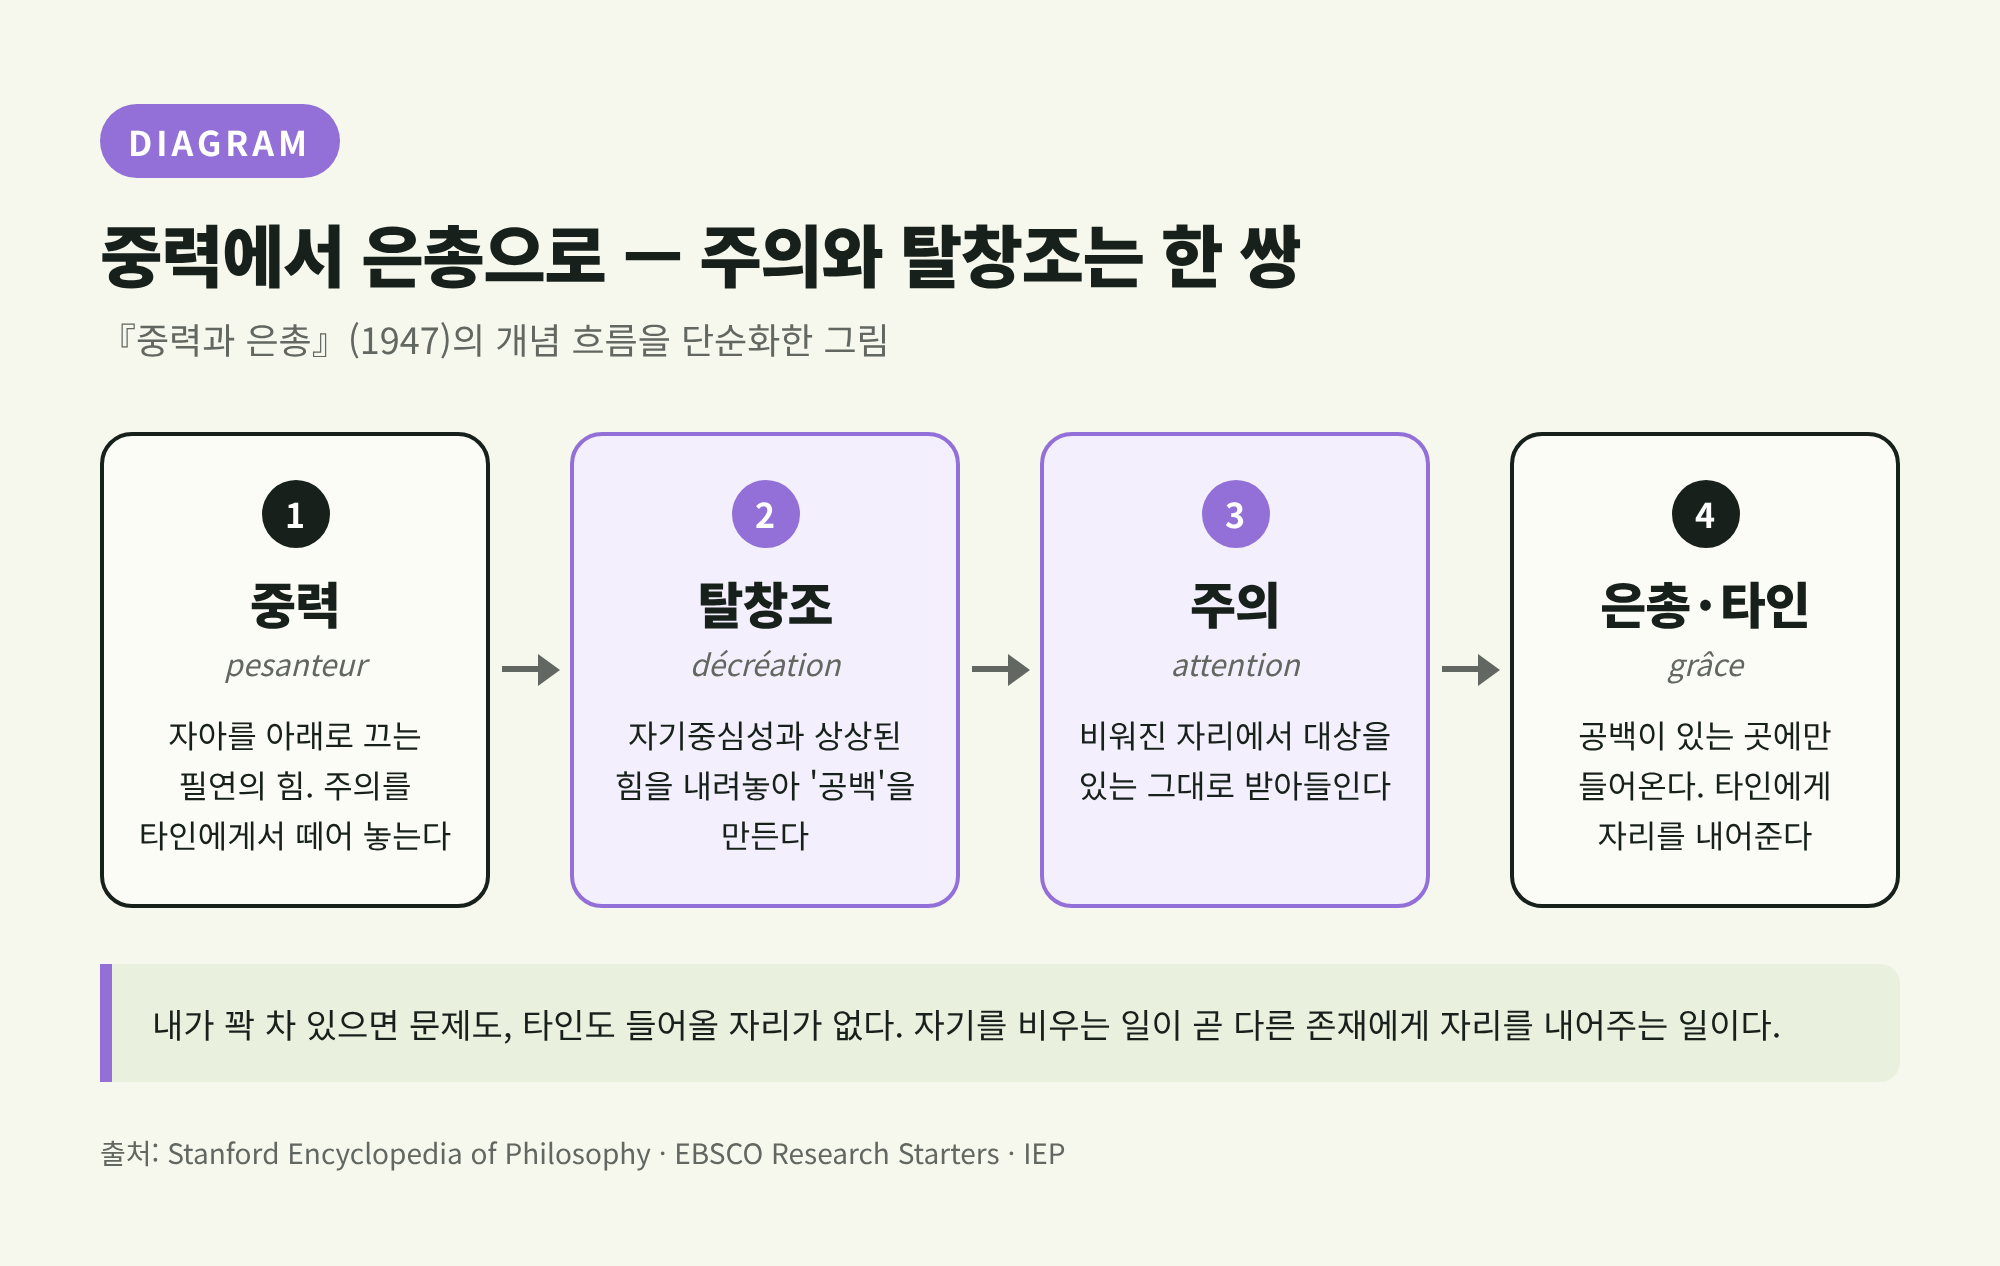 DIAGRAM
중력에서 은총으로 — 주의와 탈창조는 한 쌍
『중력과 은총』(1947)의 개념 흐름을 단순화한 그림
1
중력
pesanteur
자아를 아래로 끄는
필연의 힘. 주의를
타인에게서 떼어 놓는다
2
탈창조
décréation
자기중심성과 상상된
힘을 내려놓아 '공백'을
만든다
3
주의
attention
비워진 자리에서 대상을
있는 그대로 받아들인다
4
은총·타인
grâce
공백이 있는 곳에만
들어온다. 타인에게
자리를 내어준다
내가 꽉 차 있으면 문제도, 타인도 들어올 자리가 없다. 자기를 비우는 일이 곧 다른 존재에게 자리를 내어주는 일이다.
출처: Stanford Encyclopedia of Philosophy · EBSCO Research Starters · IEP